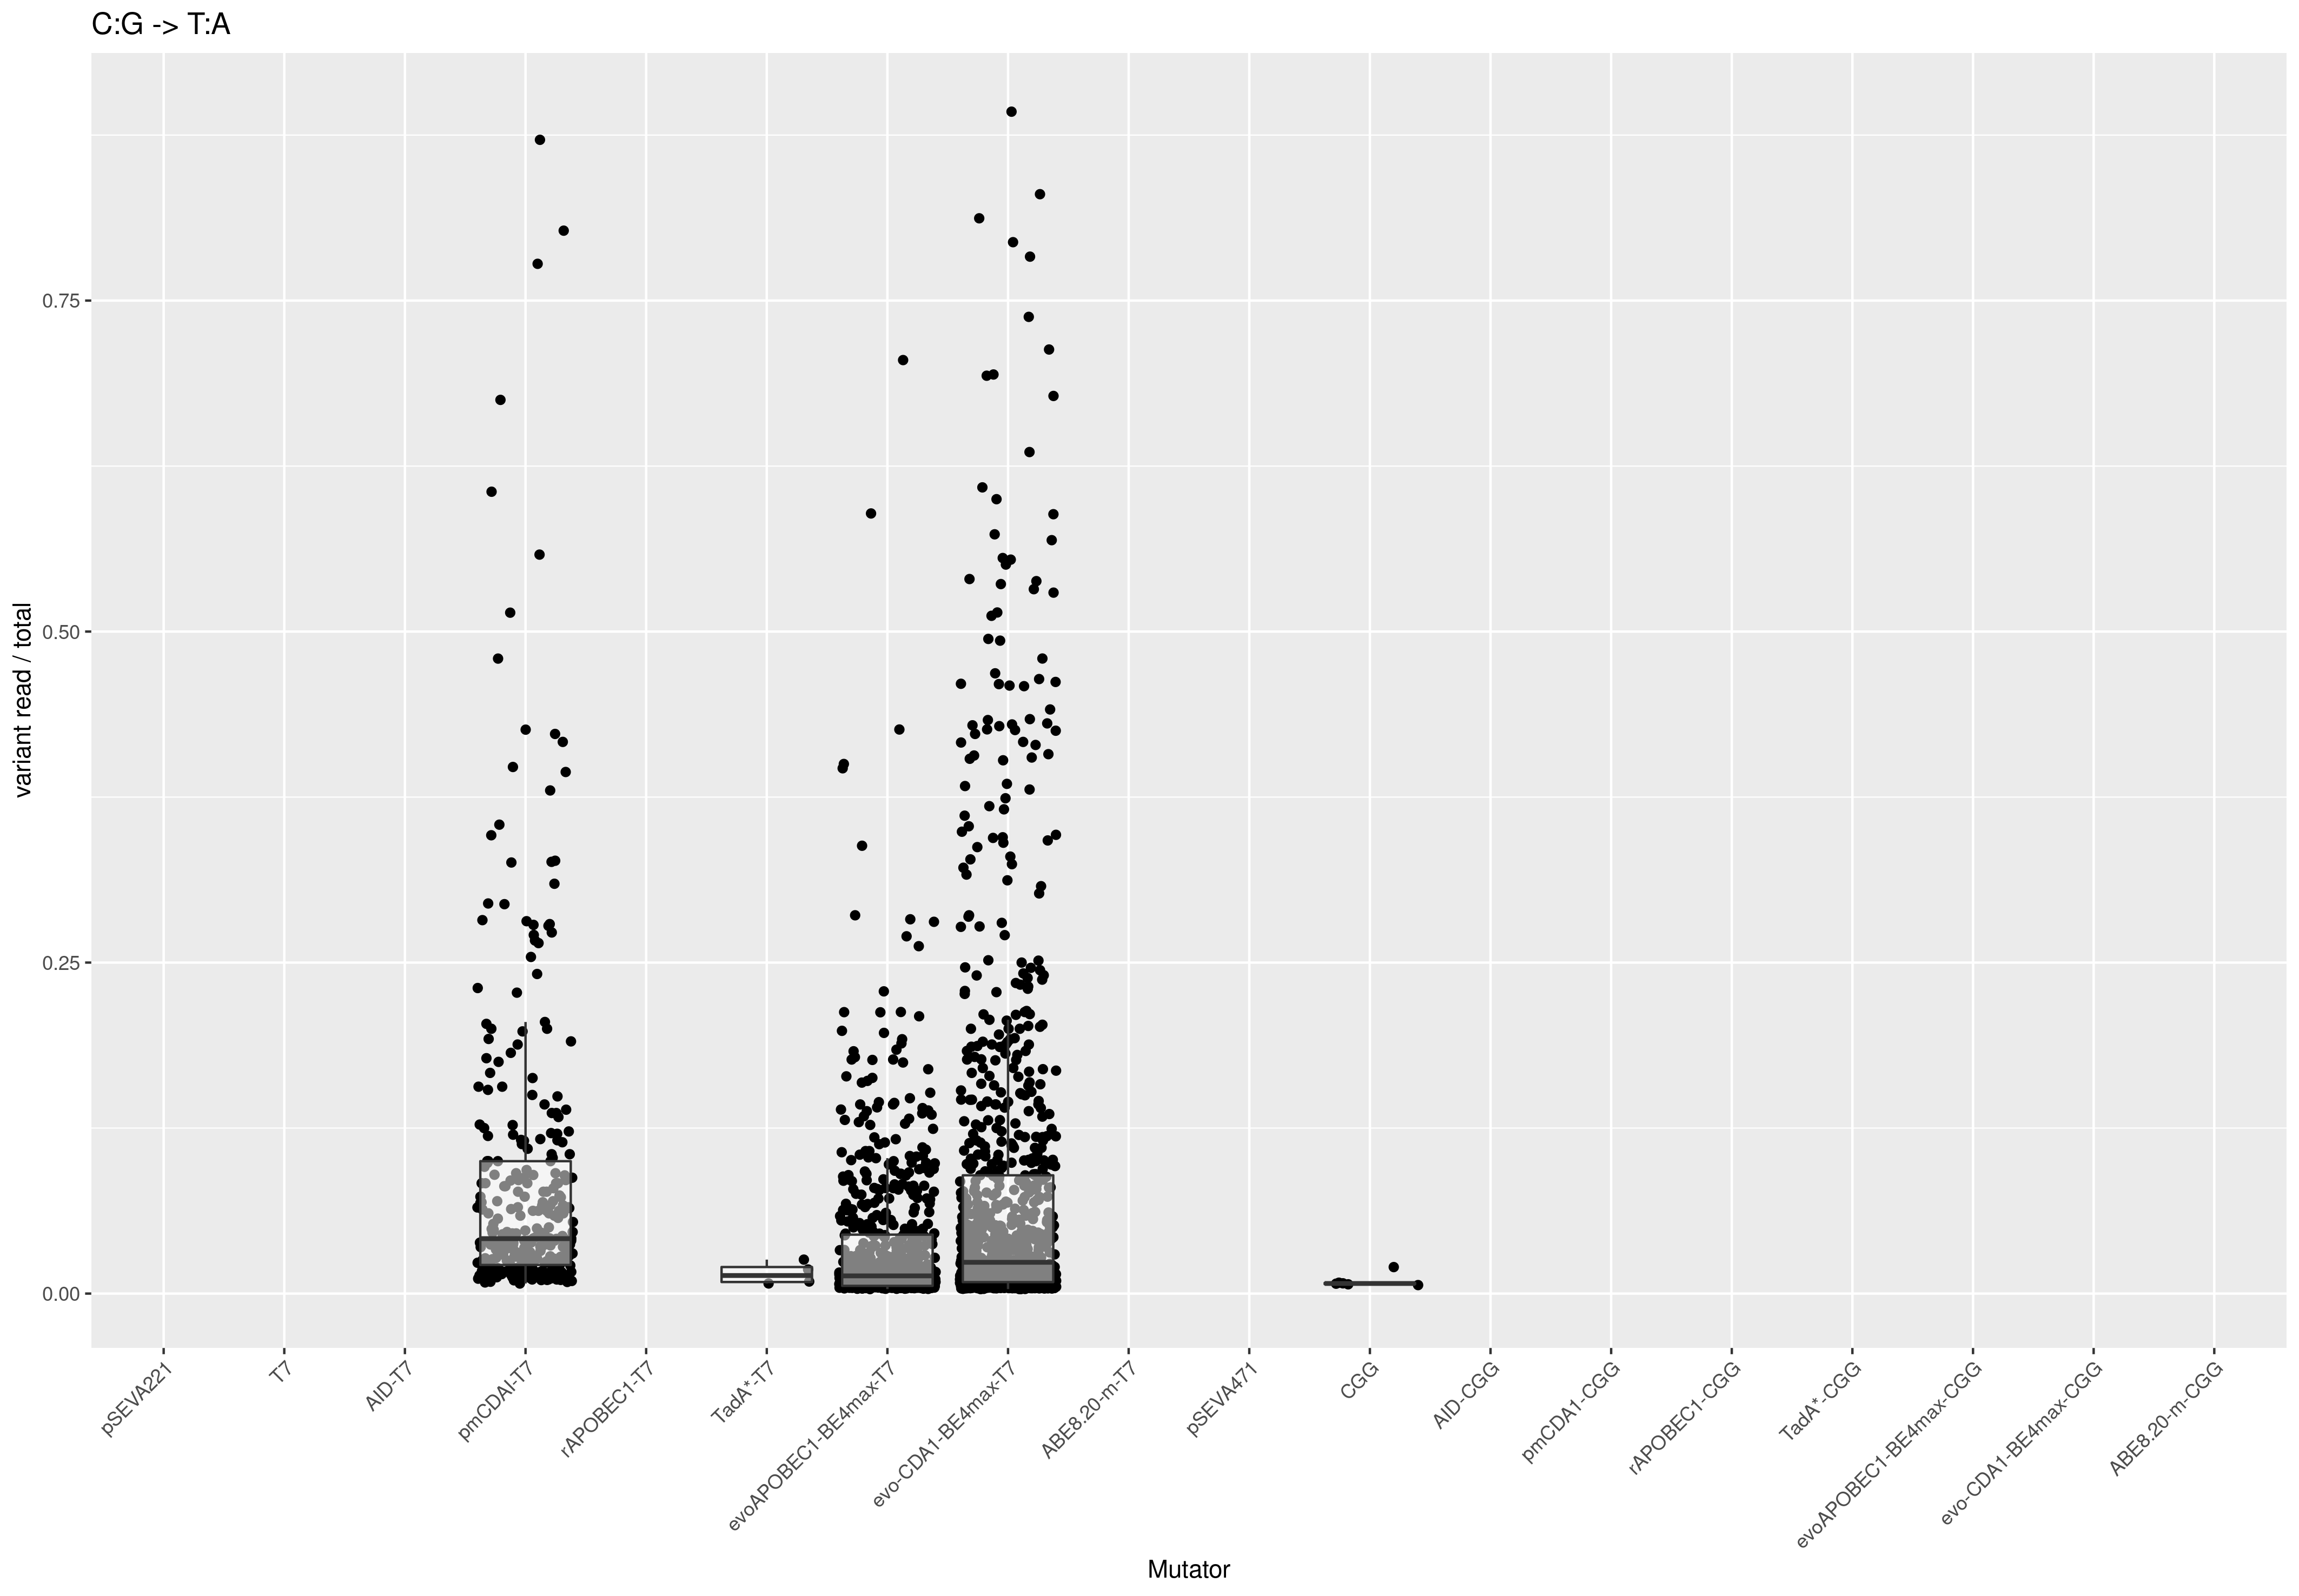 C:G -> T:A
variant read / total
0.75
0.50
0.25
0.00
pSEVA221
T7
AID-T7
pmCDAI-T7
rAPOBEC1-T7
TadA*-T7
evoAPOBEC1-BE4max-T7
evo-CDA1-BE4max-T7
ABE8.20-m-T7
pSEVA471
CGG
AID-CGG
pmCDA1-CGG
rAPOBEC1-CGG
TadA*-CGG
evoAPOBEC1-BE4max-CGG
evo-CDA1-BE4max-CGG
ABE8.20-m-CGG
Mutator